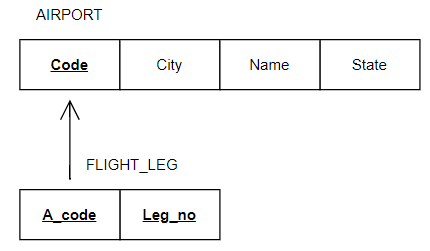 AIRPORT
Code City Name State
FLIGHT_LEG
A_code Leg_no